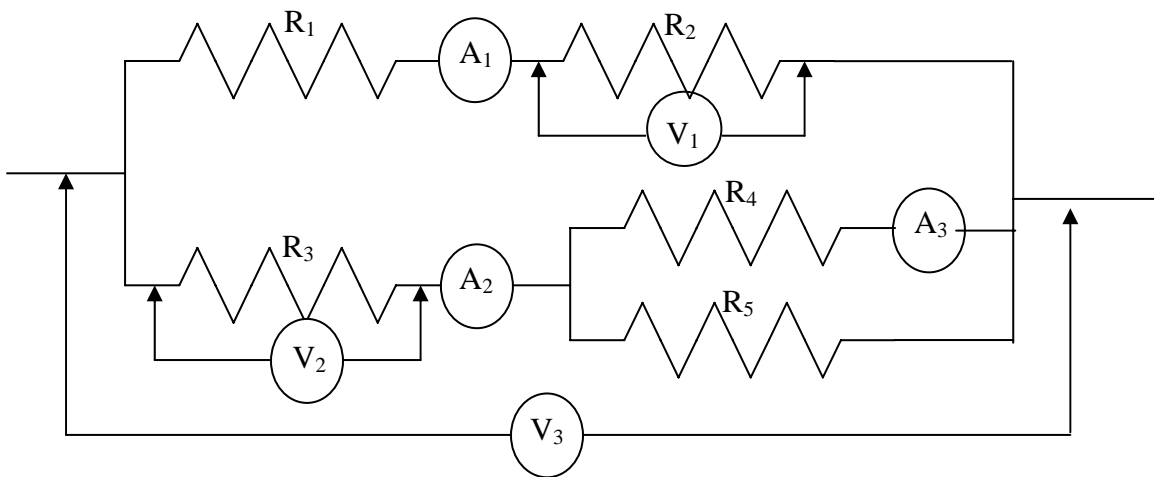 R₁ A₁ R₂
V₁
R₄ A₃
R₃ A₂
R₅
V₂
V₃